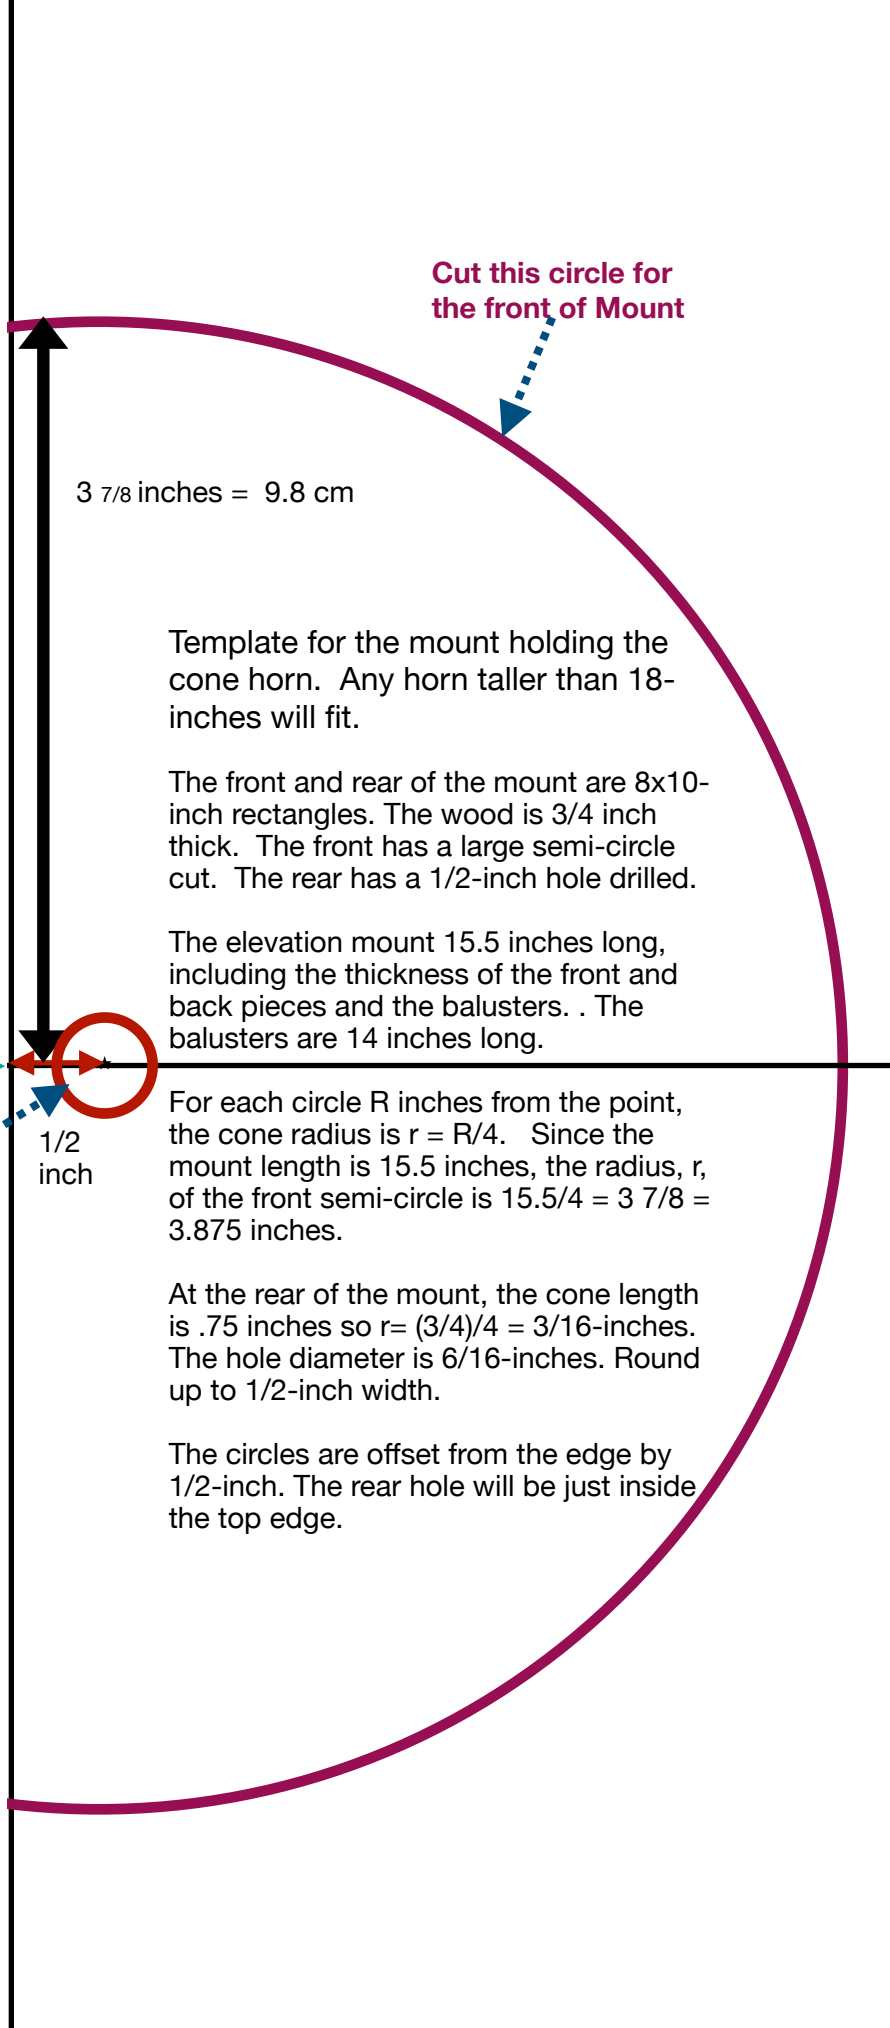 Cut this circle for
the front of Mount
3 7/8 inches = 9.8 cm
Template for the mount holding the
cone horn. Any horn taller than 18-
inches will fit.
The front and rear of the mount are 8x10-
inch rectangles. The wood is 3/4 inch
thick. The front has a large semi-circle
cut. The rear has a 1/2-inch hole drilled.
The elevation mount 15.5 inches long,
including the thickness of the front and
back pieces and the balusters. . The
balusters are 14 inches long.
For each circle R inches from the point,
the cone radius is r = R/4. Since the
mount length is 15.5 inches, the radius, r,
of the front semi-circle is 15.5/4 = 3 7/8 =
3.875 inches.
1/2
inch
At the rear of the mount, the cone length
is .75 inches so r= (3/4)/4 = 3/16-inches.
The hole diameter is 6/16-inches. Round
up to 1/2-inch width.
The circles are offset from the edge by
1/2-inch. The rear hole will be just inside
the top edge.